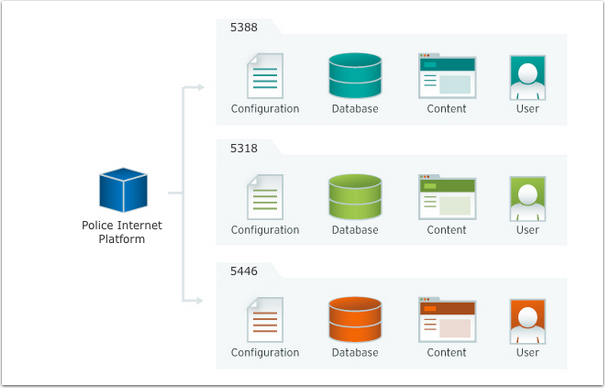 5388
Configuration Database Content User
5318
Configuration Database Content User
Police Internet
Platform
5446
Configuration Database Content User